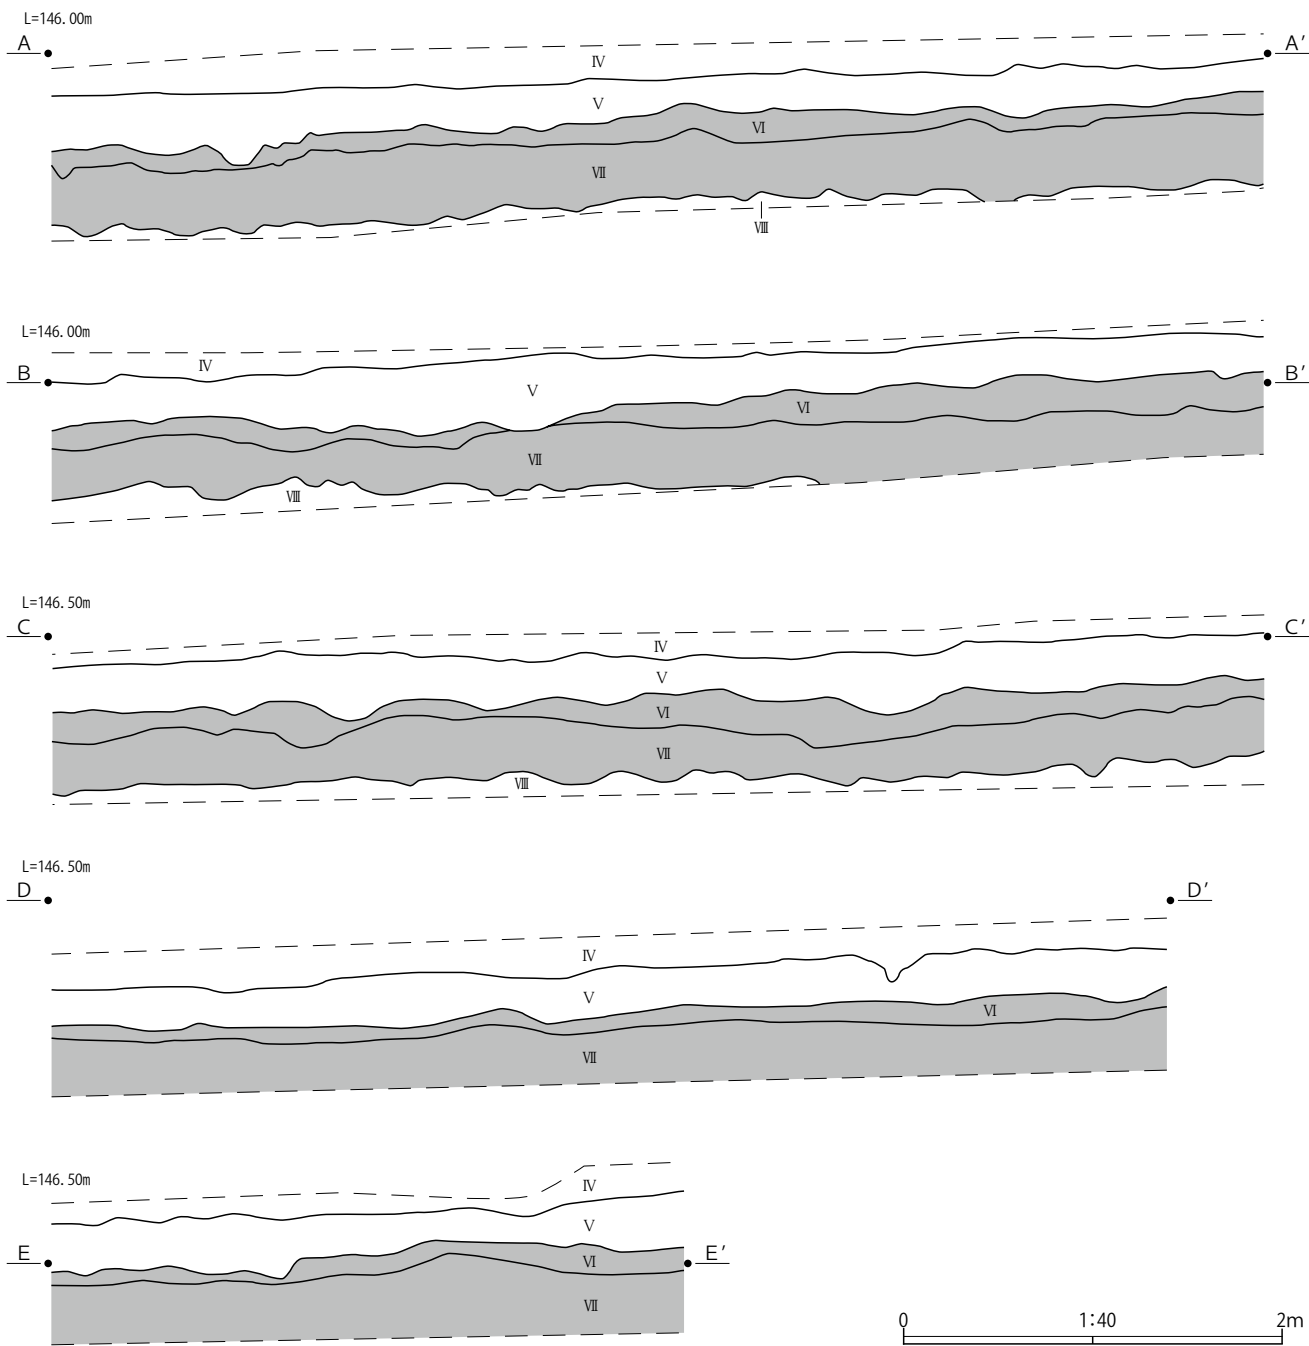 L=146.00m
A A′
Ⅳ
Ⅴ
Ⅵ
Ⅶ
Ⅷ
L=146.00m
B B′
Ⅳ
Ⅴ
Ⅵ
Ⅶ
Ⅷ
L=146.50m
C C′
Ⅳ
Ⅴ
Ⅵ
Ⅶ
Ⅷ
L=146.50m
D D′
Ⅳ
Ⅴ
Ⅵ
Ⅶ
L=146.50m
Ⅳ
Ⅴ
E E′
Ⅵ
Ⅶ
0 1:40 2m